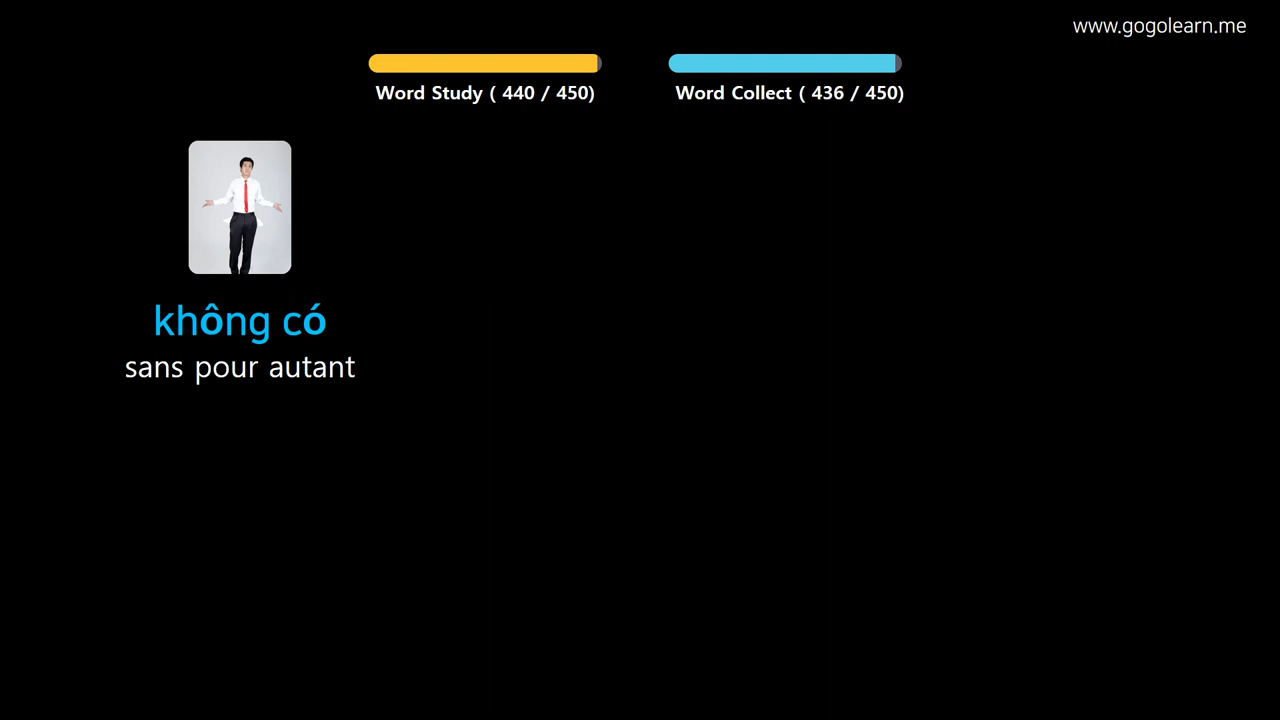 www.gogolearn.me
Word Study ( 440 / 450)
Word Collect ( 436 / 450)
không có
sans pour autant